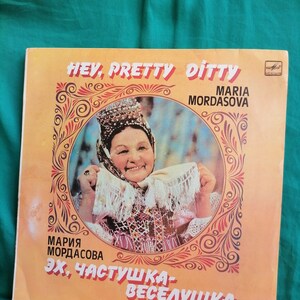 HEY, PRETTY DITTY
MARIA
MORDASOVA
МАРИЯ
МОРДАСОВА
ЭХ, ЧАСТУШКА-
ВЕСЕЛУШКА